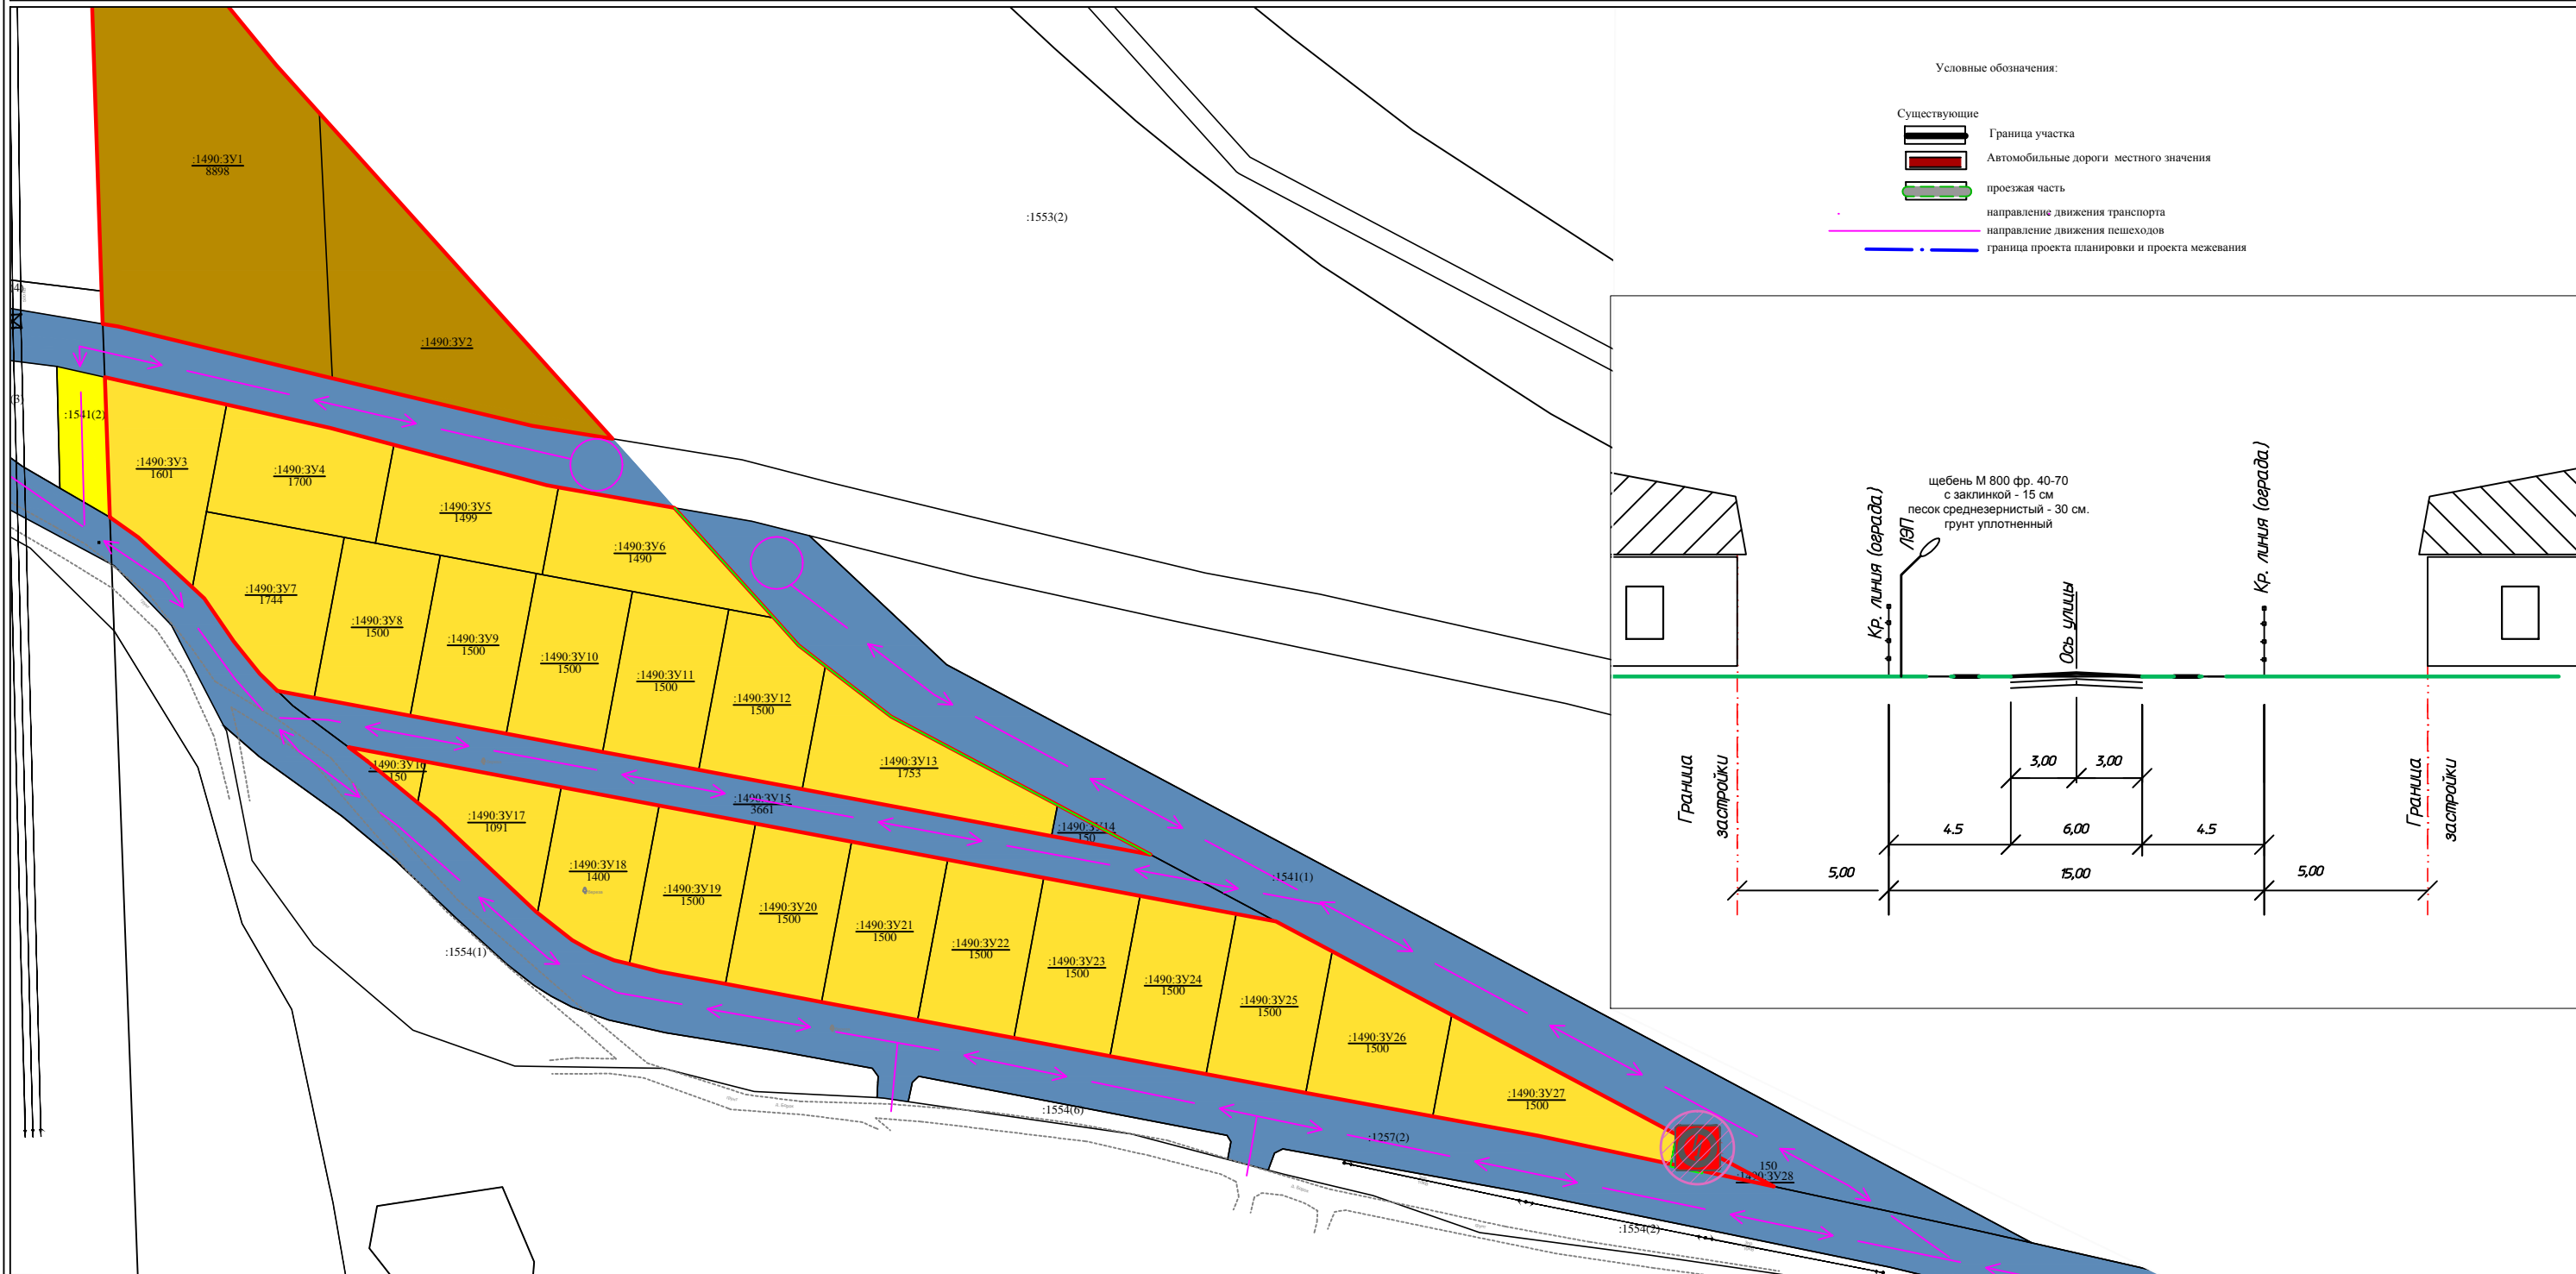 Условные обозначения:
Существующие
Граница участка
Автомобильные дороги местного значения
проезжая часть
направление движения транспорта
направление движения пешеходов
граница проекта планировки и проекта межевания
:1490:ЗУ1
8898
:1553(2)
:1490:ЗУ2
:1541(2)
:1490:ЗУ3
1601
:1490:ЗУ4
1700
:1490:ЗУ5
1499
:1490:ЗУ6
1490
:1490:ЗУ7
1744
:1490:ЗУ8
1500
:1490:ЗУ9
1500
:1490:ЗУ10
1500
:1490:ЗУ11
1500
:1490:ЗУ12
1500
:1490:ЗУ13
1753
:1490:ЗУ14
150
:1490:ЗУ15
3661
:1490:ЗУ16
150
:1490:ЗУ17
1091
:1490:ЗУ18
1400
:1490:ЗУ19
1500
:1490:ЗУ20
1500
:1490:ЗУ21
1500
:1490:ЗУ22
1500
:1490:ЗУ23
1500
:1490:ЗУ24
1500
:1490:ЗУ25
1500
:1490:ЗУ26
1500
:1490:ЗУ27
1500
150
:1490:ЗУ28
:1541(1)
:1554(1)
:1554(6)
:1257(2)
:1554(2)
щебень М 800 фр. 40-70
с заклинкой - 15 см
песок среднезернистый - 30 см.
грунт уплотненный
Кр. линия (ограда)
ЛЭП
Ось улицы
Кр. линия (ограда)
Граница
застройки
Граница
застройки
3,00
3,00
4.5
6,00
4.5
5,00
15,00
5,00